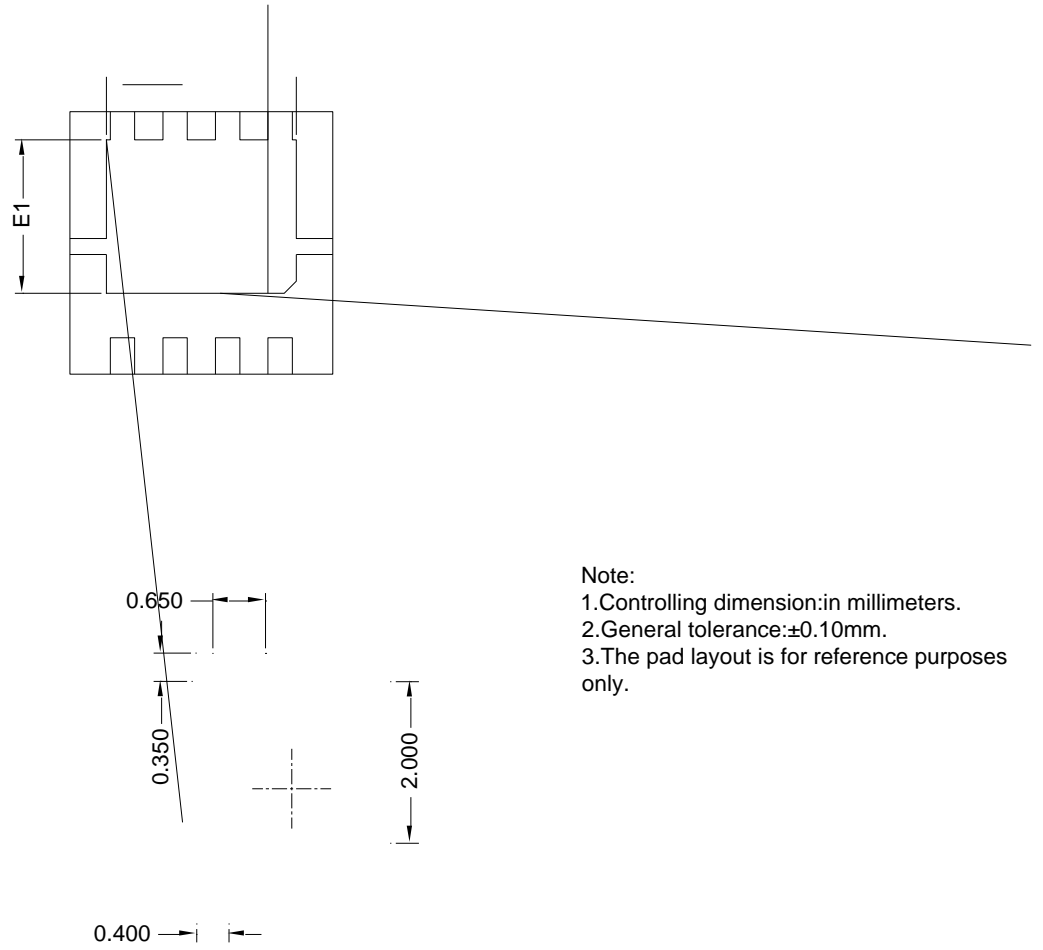 E1
0.650
Note:
1.Controlling dimension:in millimeters.
2.General tolerance:±0.10mm.
3.The pad layout is for reference purposes
only.
0.350
2.000
0.400